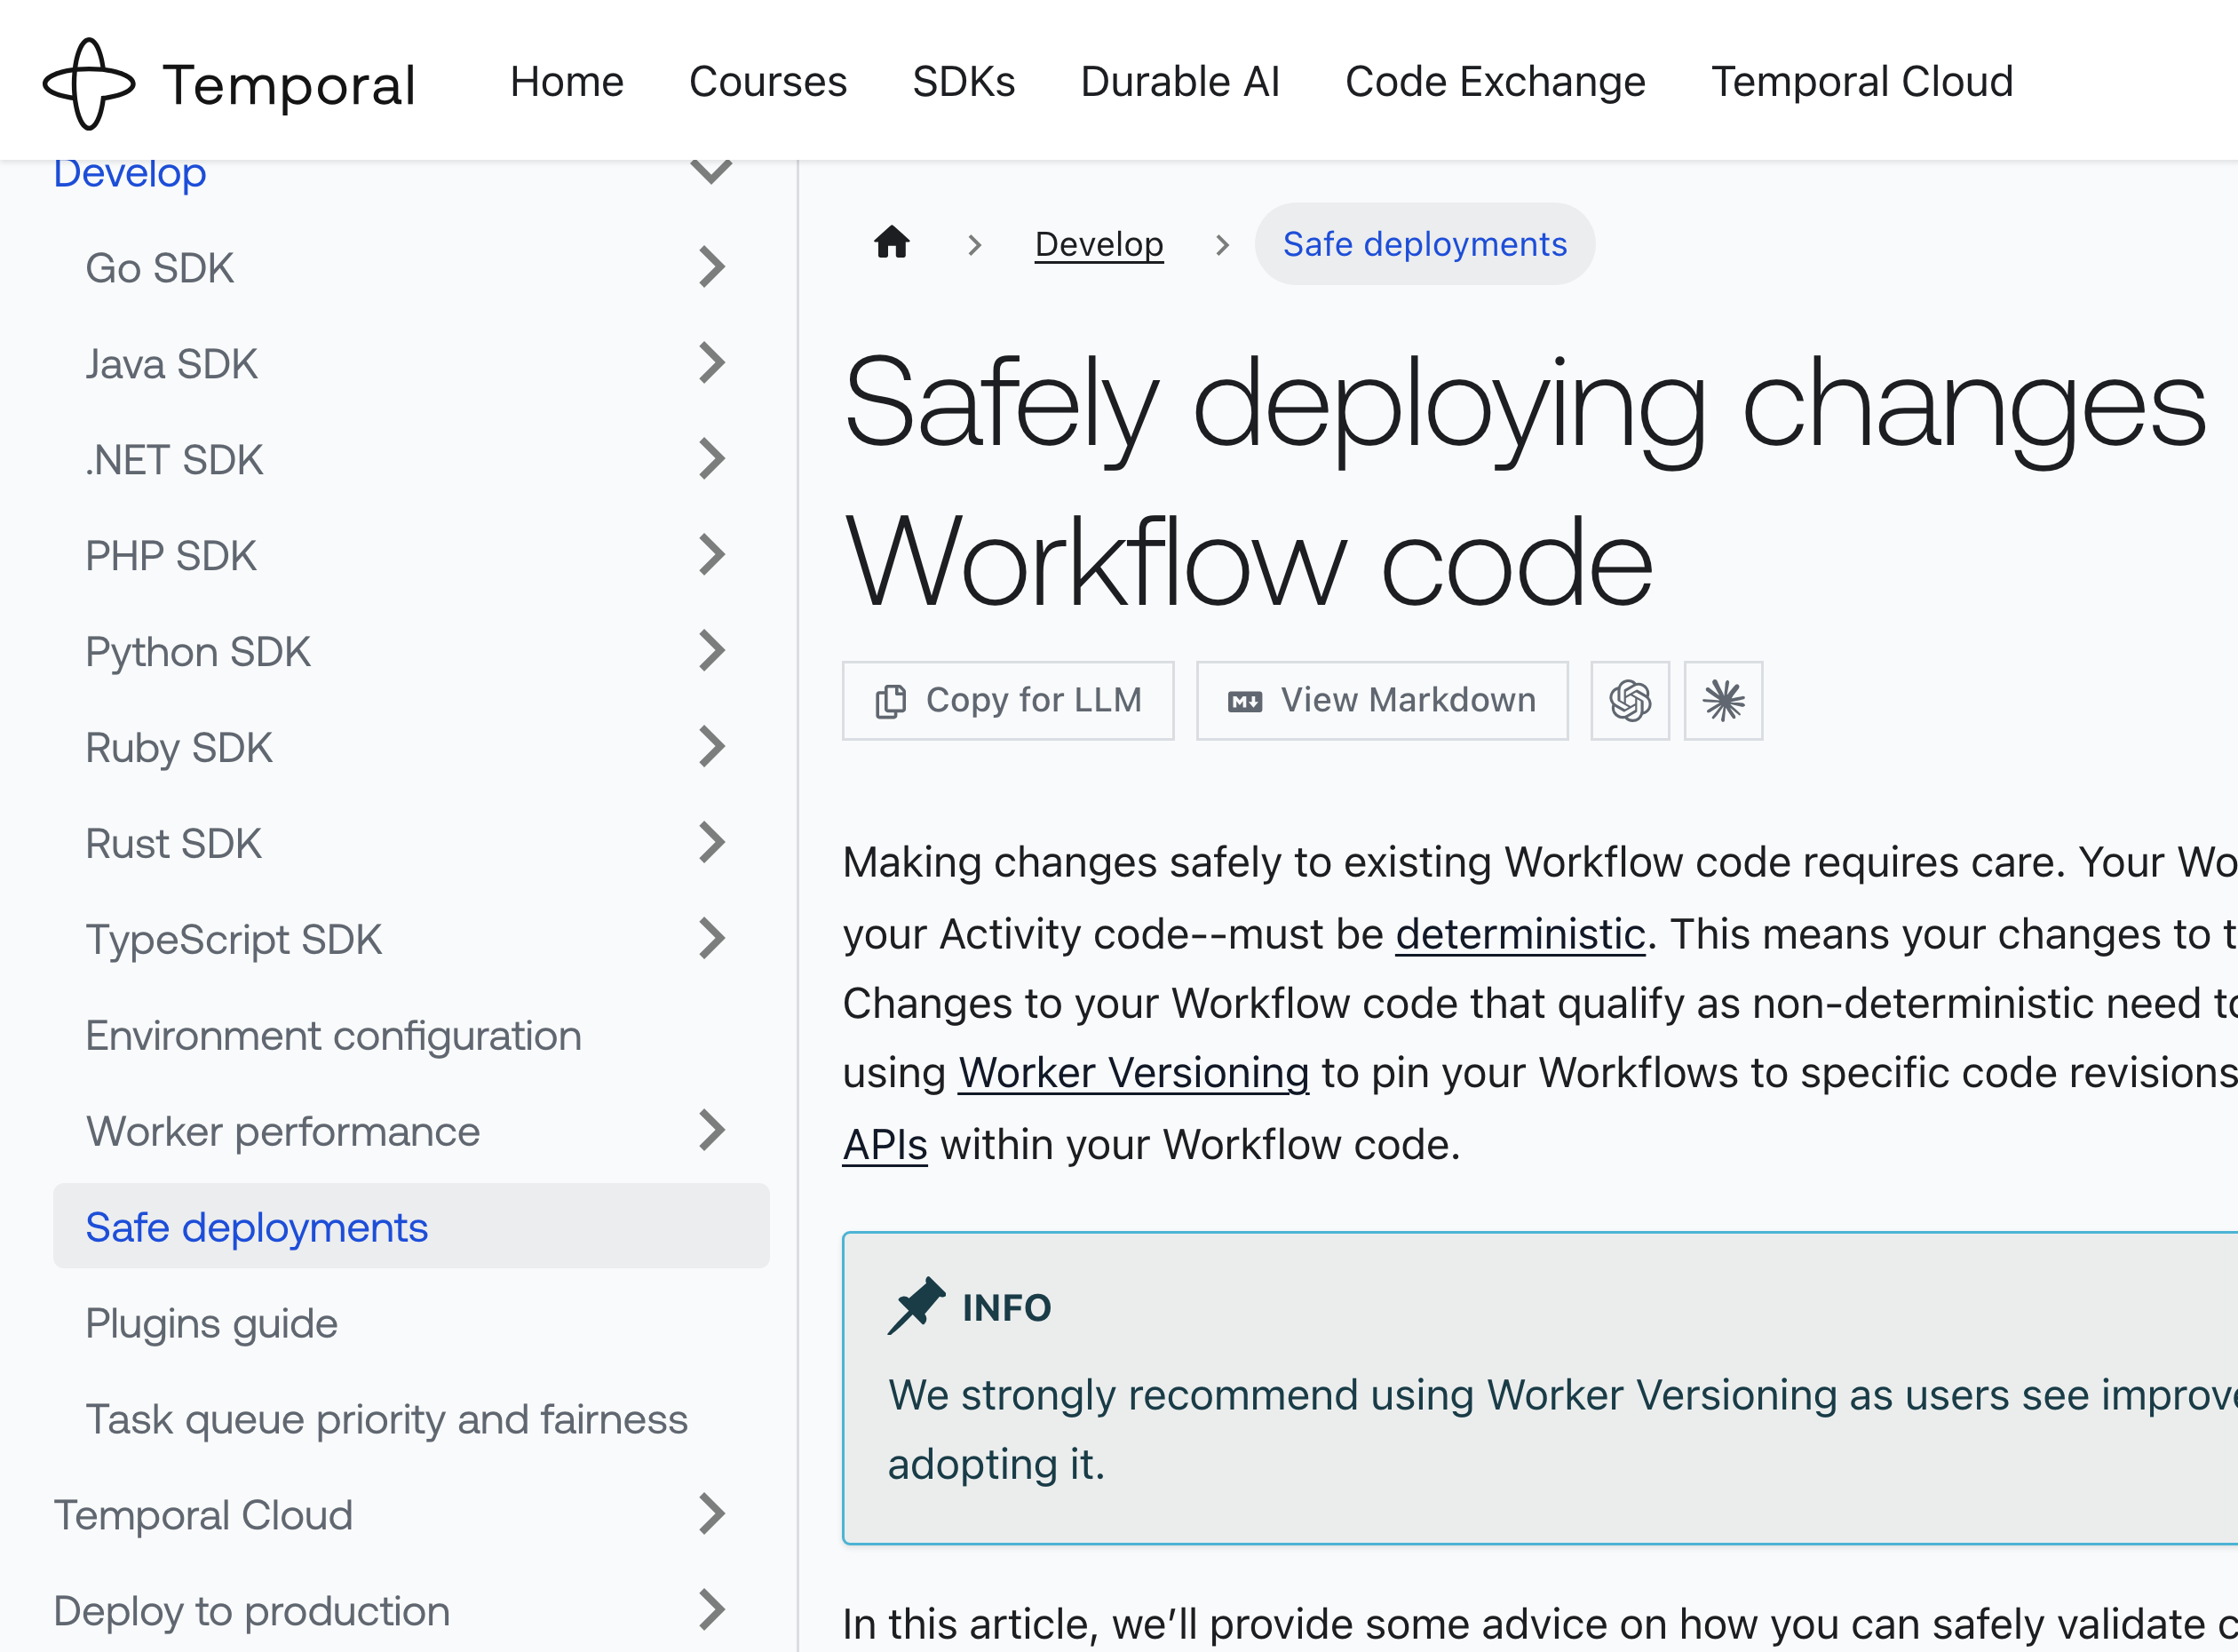 Temporal
Home
Courses
SDKs
Durable AI
Code Exchange
Temporal Cloud
Develop
Go SDK
Java SDK
.NET SDK
PHP SDK
Python SDK
Ruby SDK
Rust SDK
TypeScript SDK
Environment configuration
Worker performance
Safe deployments
Plugins guide
Task queue priority and fairness
Temporal Cloud
Deploy to production
Develop
Safe deployments
Safely deploying changes
Workflow code
Copy for LLM
View Markdown
Making changes safely to existing Workflow code requires care. Your
your Activity code--must be deterministic. This means your changes to
Changes to your Workflow code that qualify as non-deterministic need
using Worker Versioning to pin your Workflows to specific code revisions
APIs within your Workflow code.
INFO
We strongly recommend using Worker Versioning as users see
adopting it.
In this article, we'll provide some advice on how you can safely validate